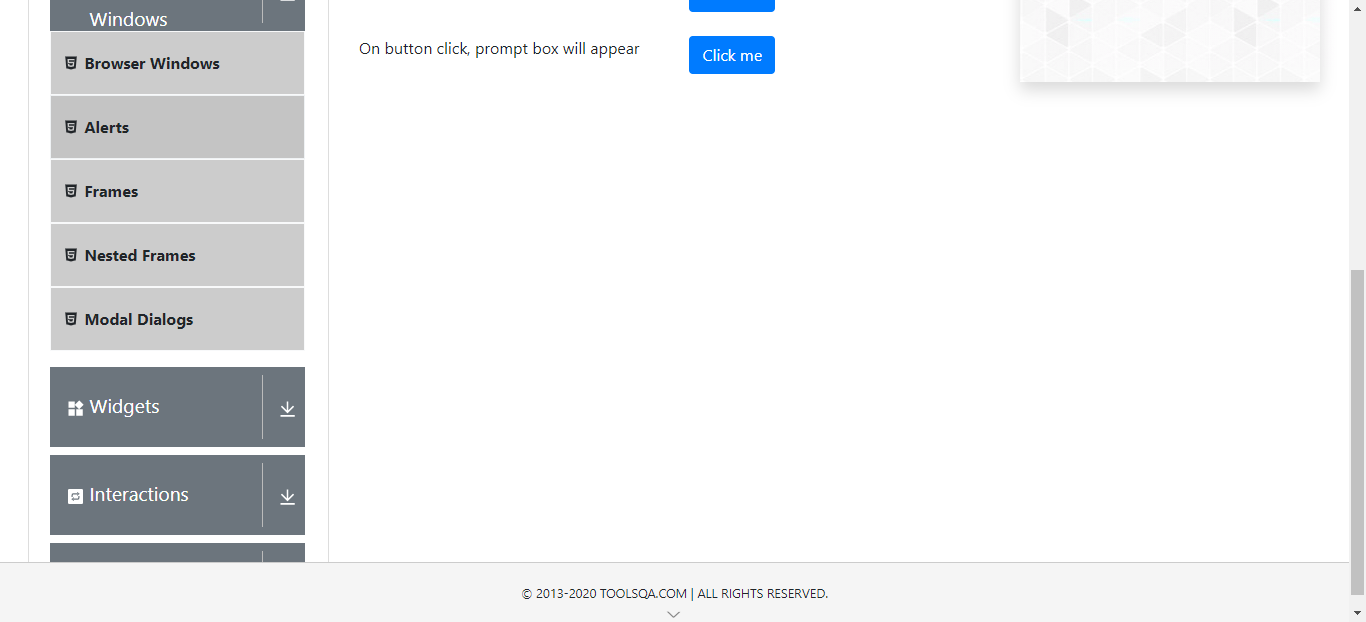 Windows
Browser Windows
Alerts
Frames
Nested Frames
Modal Dialogs
Widgets
Interactions
On button click, prompt box will appear
Click me
© 2013-2020 TOOLSQA.COM | ALL RIGHTS RESERVED.